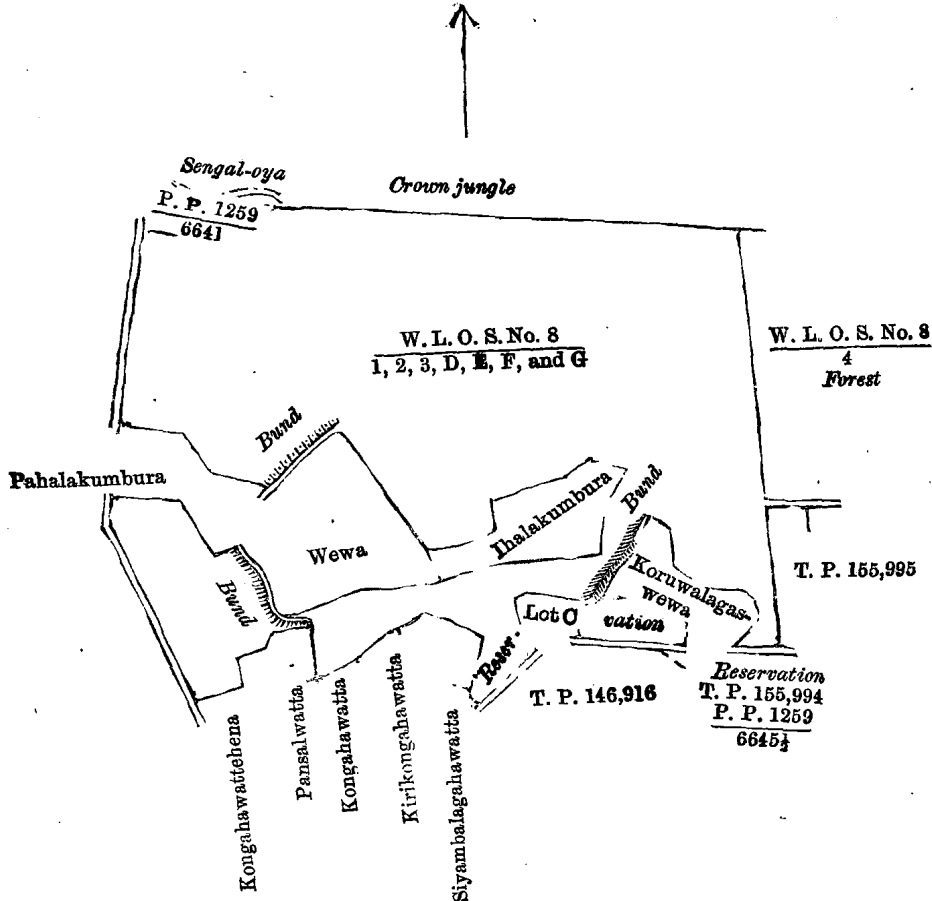 Sengal-oya
Crown jungle
P. P. 1259
6641
W. L. O. S. No. 8
1, 2, 3, D, E, F, and G
W. L. O. S. No. 8
4
Forest
Bund
Pahalakumbura
Ihalakumbura
Bund
Wewa
Bund
Koruwalagas-
wewa
T. P. 155,995
Lot C
Reser-
vation
T. P. 146,916
Reservation
T. P. 155,994
P. P. 1259
6645½
Kongahawattehena
Pansalwatta
Kongahawatta
Kirikongahawatta
Siyambalagahawatta